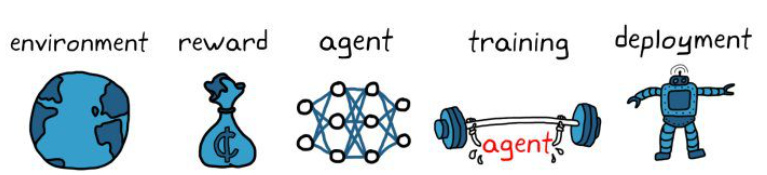 environment reward agent training deployment
¢
agent